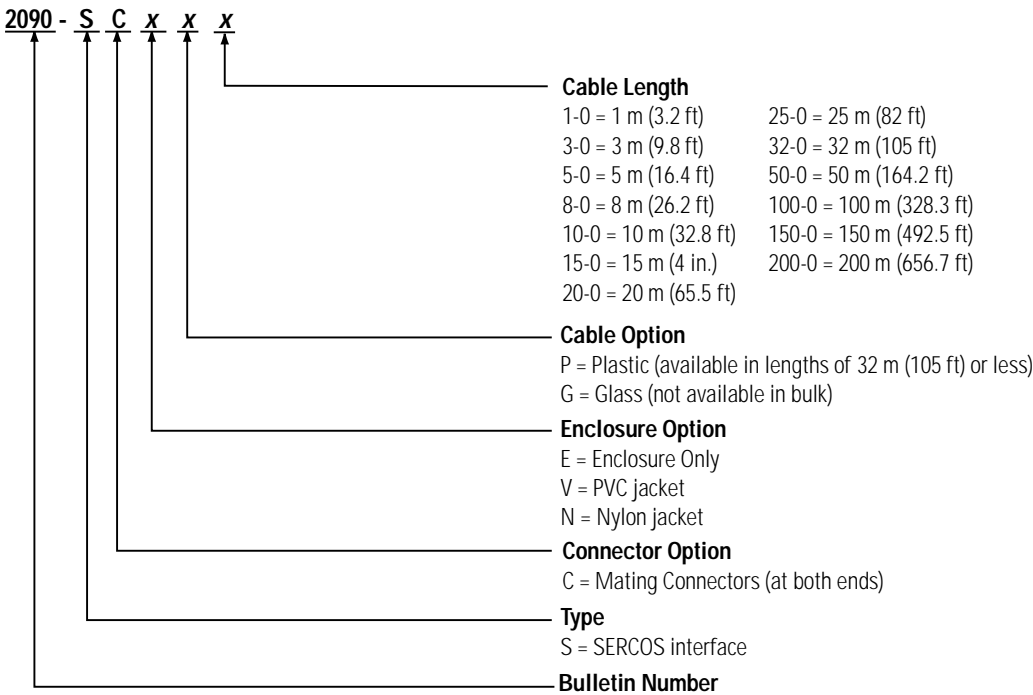 2090 - S C x x x
Cable Length
1-0 = 1 m (3.2 ft) 25-0 = 25 m (82 ft)
3-0 = 3 m (9.8 ft) 32-0 = 32 m (105 ft)
5-0 = 5 m (16.4 ft) 50-0 = 50 m (164.2 ft)
8-0 = 8 m (26.2 ft) 100-0 = 100 m (328.3 ft)
10-0 = 10 m (32.8 ft) 150-0 = 150 m (492.5 ft)
15-0 = 15 m (4 in.) 200-0 = 200 m (656.7 ft)
20-0 = 20 m (65.5 ft)
Cable Option
P = Plastic (available in lengths of 32 m (105 ft) or less)
G = Glass (not available in bulk)
Enclosure Option
E = Enclosure Only
V = PVC jacket
N = Nylon jacket
Connector Option
C = Mating Connectors (at both ends)
Type
S = SERCOS interface
Bulletin Number